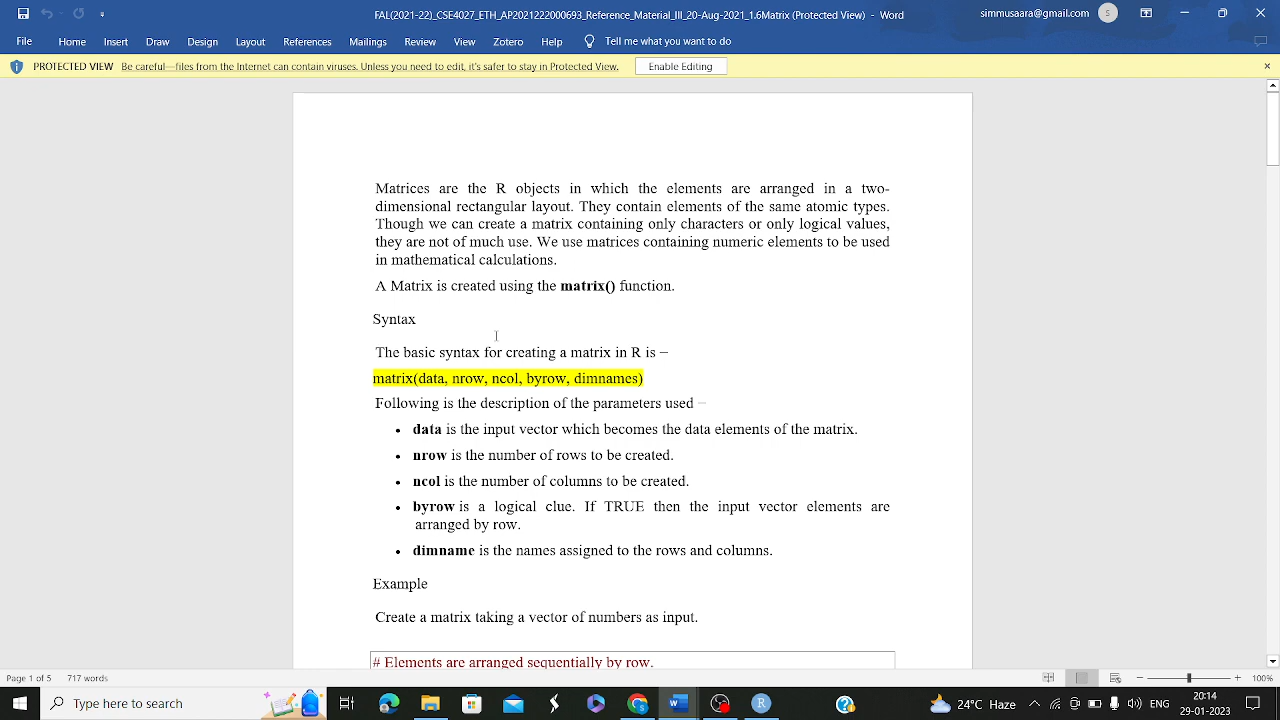 FAL(2021-22_CSE4027_ETH_AP2021222000693_Reference_Material_III_20-Aug-2021_1.6Matrix (Protected View) - Word
simmusaara@gmail.com
S
File Home Insert Draw Design Layout References Mailings Review View Zotero Help Tell me what you want to do
PROTECTED VIEW Be careful—files from the Internet can contain viruses. Unless you need to edit, it's safer to stay in Protected View. Enable Editing
Matrices are the R objects in which the elements are arranged in a two-
dimensional rectangular layout. They contain elements of the same atomic types.
Though we can create a matrix containing only characters or only logical values,
they are not of much use. We use matrices containing numeric elements to be used
in mathematical calculations.
A Matrix is created using the matrix() function.
Syntax
The basic syntax for creating a matrix in R is −
matrix(data, nrow, ncol, byrow, dimnames)
Following is the description of the parameters used −
• data is the input vector which becomes the data elements of the matrix.
• nrow is the number of rows to be created.
• ncol is the number of columns to be created.
• byrow is a logical clue. If TRUE then the input vector elements are
arranged by row.
• dimname is the names assigned to the rows and columns.
Example
Create a matrix taking a vector of numbers as input.
# Elements are arranged sequentially by row.
Page 1 of 5 717 words
100%
Type here to search
R
24°C Haze
ENG
20:14
29-01-2023